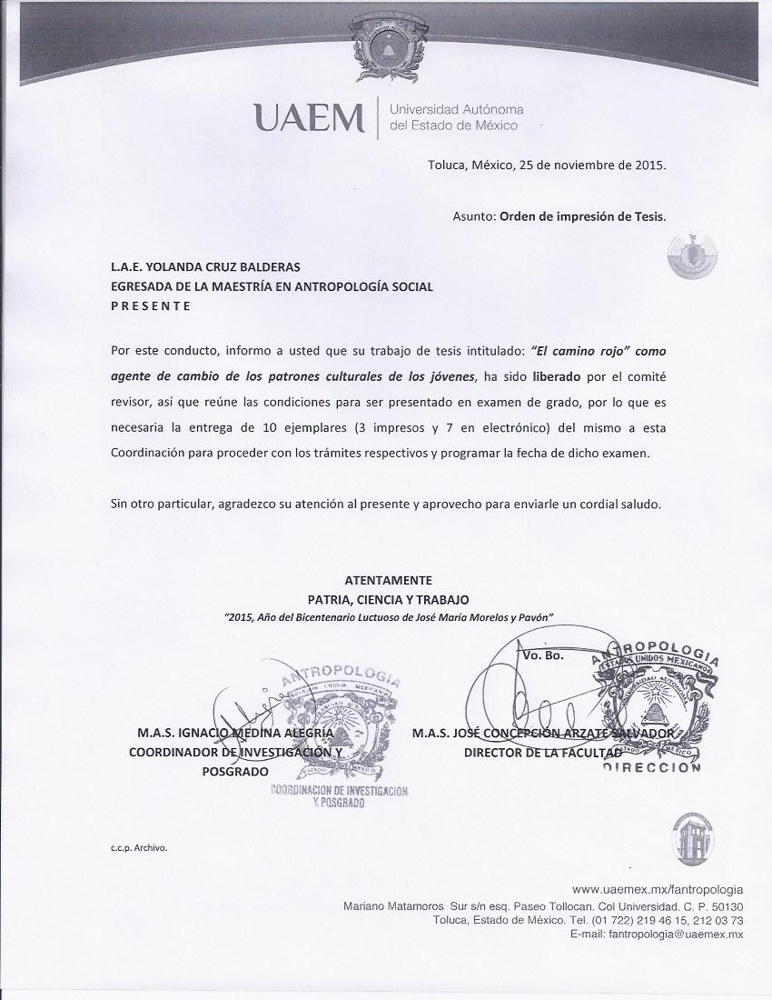 UAEM
Universidad Autónoma
del Estado de México
Toluca, México, 25 de noviembre de 2015.
Asunto: Orden de impresión de Tesis.
L.A.E. YOLANDA CRUZ BALDERAS
EGRESADA DE LA MAESTRÍA EN ANTROPOLOGÍA SOCIAL
P R E S E N T E
Por este conducto, informo a usted que su trabajo de tesis intitulado: “El camino rojo” como
agente de cambio de los patrones culturales de los jóvenes, ha sido liberado por el comité
revisor, así que reúne las condiciones para ser presentado en examen de grado, por lo que es
necesaria la entrega de 10 ejemplares (3 impresos y 7 en electrónico) del mismo a esta
Coordinación para proceder con los trámites respectivos y programar la fecha de dicho examen.
Sin otro particular, agradezco su atención al presente y aprovecho para enviarle un cordial saludo.
ATENTAMENTE
PATRIA, CIENCIA Y TRABAJO
“2015, Año del Bicentenario Luctuoso de José María Morelos y Pavón”
Vo. Bo.
ANTROPOLOGIA
ESTADOS UNIDOS MEXICANOS
UNIVERSIDAD AUTONOMA
ESTADO DE MEXICO
DIRECCION
ANTROPOLOGIA
COORDINACION DE INVESTIGACION
Y POSGRADO
M.A.S. IGNACIO MEDINA ALEGRÍA
COORDINADOR DE INVESTIGACIÓN Y
POSGRADO
M.A.S. JOSÉ CONCEPCIÓN ARZATE SALVADOR
DIRECTOR DE LA FACULTAD
c.c.p. Archivo.
www.uaemex.mx/fantropologia
Mariano Matamoros Sur s/n esq. Paseo Tollocan. Col Universidad. C. P. 50130
Toluca, Estado de México. Tel. (01 722) 219 46 15, 212 03 73
E-mail: fantropologia@uaemex.mx